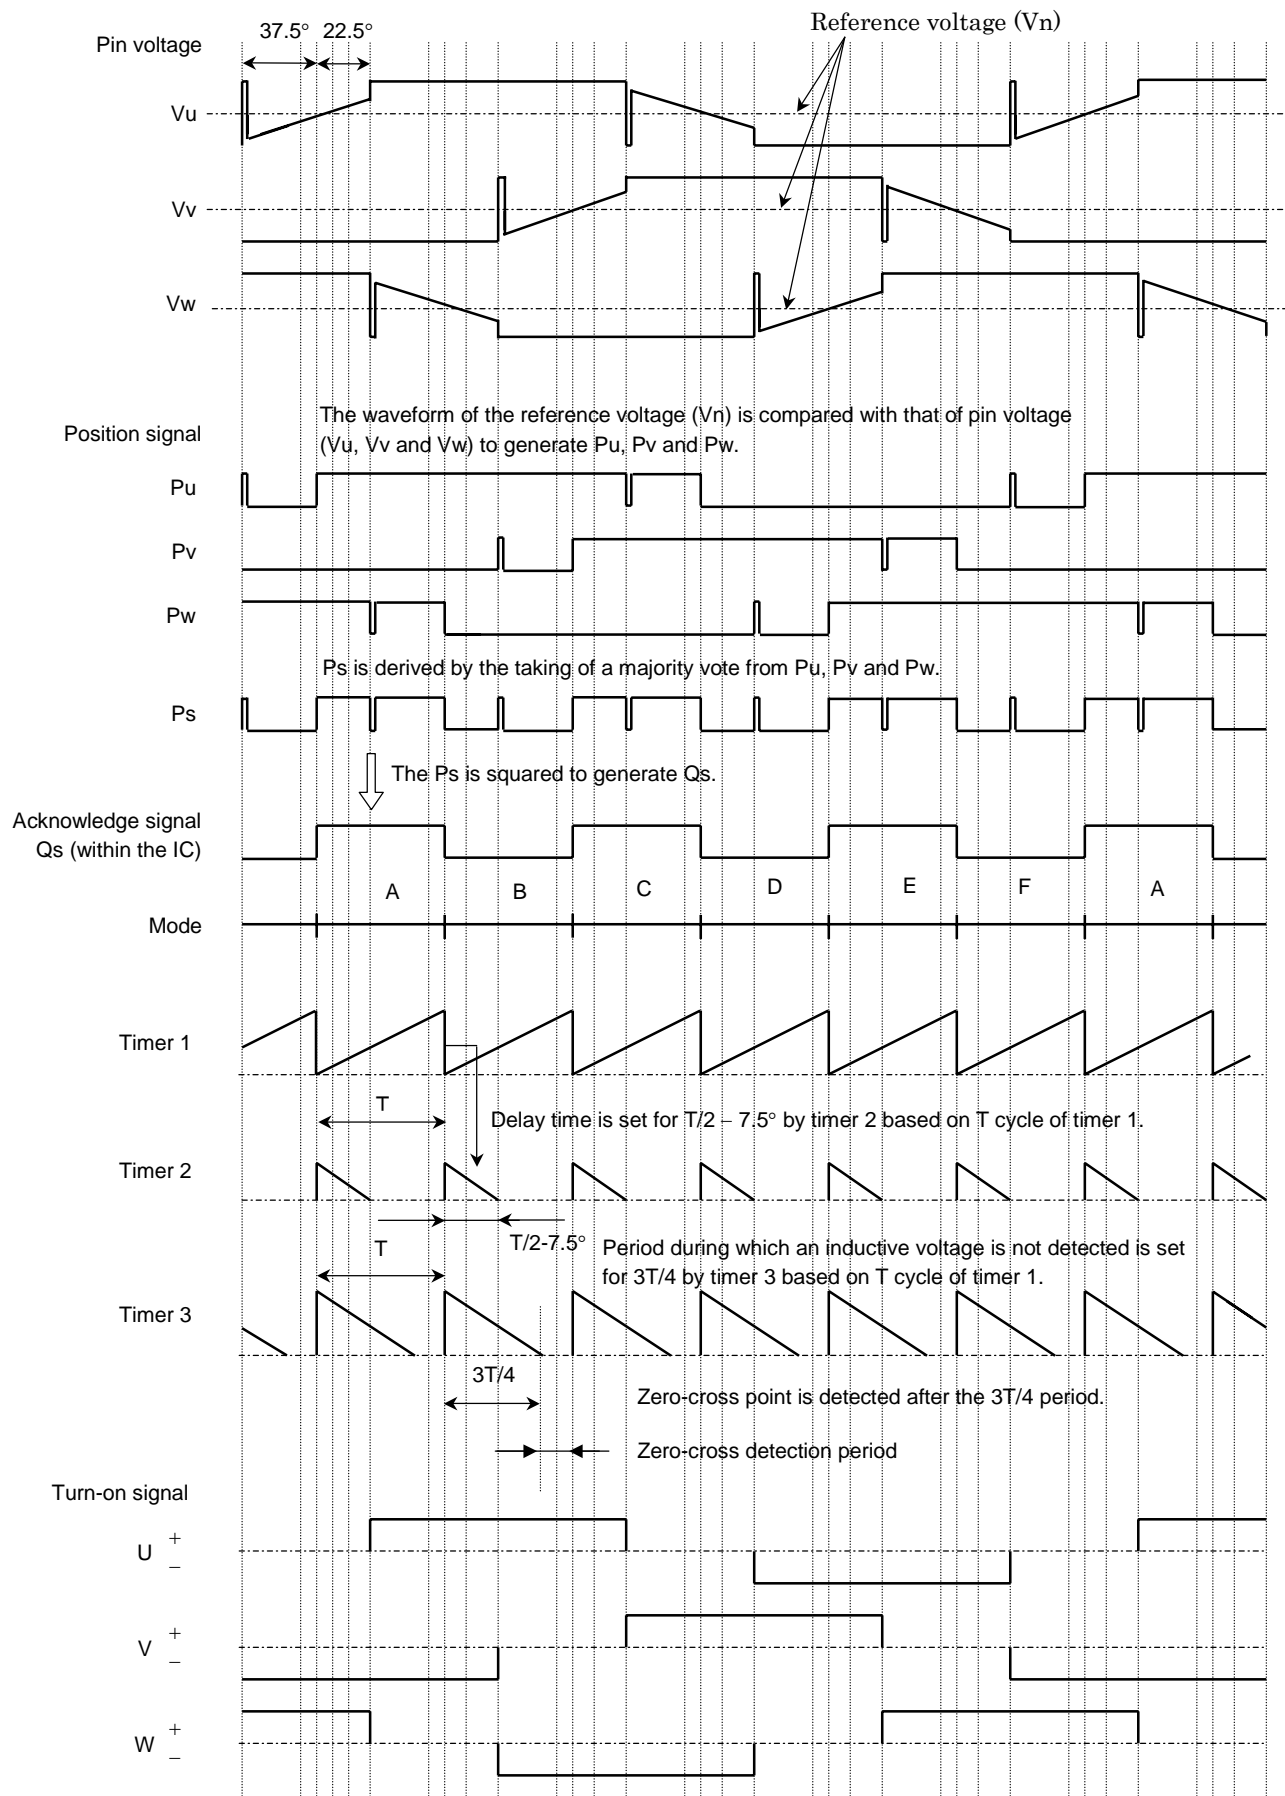 Reference voltage (Vn)
37.5° 22.5°
Pin voltage
Vu
Vv
Vw
The waveform of the reference voltage (Vn) is compared with that of pin voltage
(Vu, Vv and Vw) to generate Pu, Pv and Pw.
Position signal
Pu
Pv
Pw
Ps is derived by the taking of a majority vote from Pu, Pv and Pw.
Ps
The Ps is squared to generate Qs.
Acknowledge signal
Qs (within the IC)
A B C D E F A
Mode
Timer 1
T
Delay time is set for T/2 – 7.5° by timer 2 based on T cycle of timer 1.
Timer 2
T
T/2-7.5°
Period during which an inductive voltage is not detected is set
for 3T/4 by timer 3 based on T cycle of timer 1.
Timer 3
3T/4
Zero-cross point is detected after the 3T/4 period.
Zero-cross detection period
Turn-on signal
+
U
−
+
V
−
+
W
−